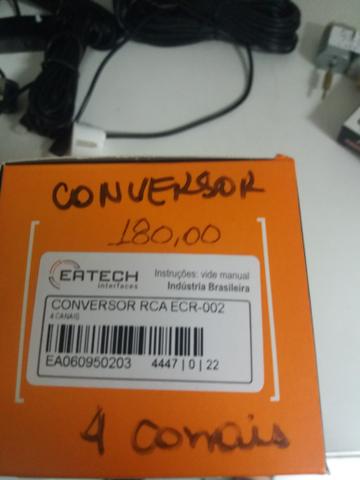 CONVERSOR
180,00
EATECH
interfaces
Instruções: vide manual
Indústria Brasileira
CONVERSOR RCA ECR-002
4 CANAIS
EA060950203 4447 | 0 | 22
4 canais